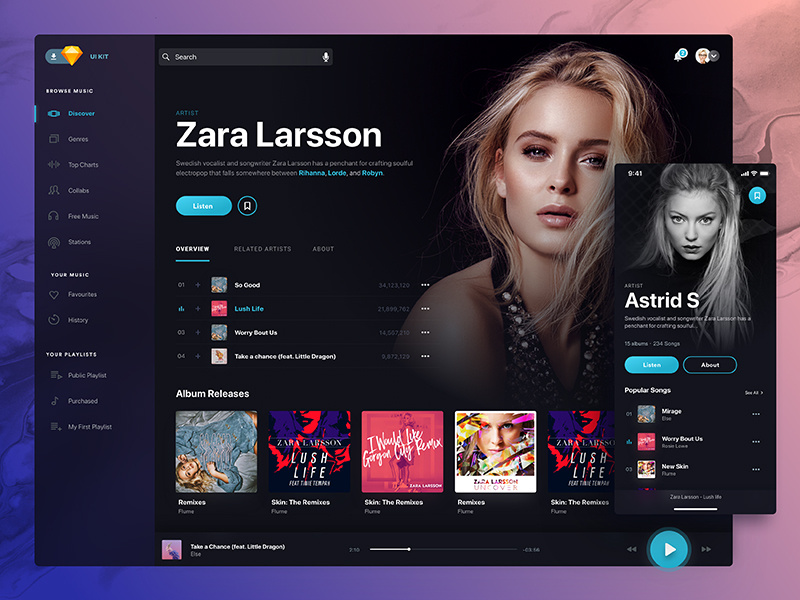 UI KIT
BROWSE MUSIC
Discover
Genres
Top Charts
Collabs
Free Music
Stations
YOUR MUSIC
Favourites
History
YOUR PLAYLISTS
Public Playlist
Purchased
My First Playlist
Search
2
ARTIST
Zara Larsson
Swedish vocalist and songwriter Zara Larsson has a penchant for crafting soulful
electropop that falls somewhere between Rihanna, Lorde, and Robyn.
Listen
OVERVIEW RELATED ARTISTS ABOUT
01 So Good 34,123,120
Lush Life 21,899,762
03 Worry Bout Us
04 Take a chance (feat. Little Dragon) 9,872,120
Album Releases
ZARA LARSSON
LUSH
LIFE
FEAT TINIE TEMPAH
I Would Like
Gorgon City Remix
ZARA LARSSON
ZARA LARSSON
UNCOVER
ZARA LARS
LUSH
LIFE
Remixes
Flume
Skin: The Remixes
Flume
Skin: The Remixes
Flume
Remixes
Flume
Skin: The Remixes
Flume
Take a Chance (feat. Little Dragon)
Else
2:10
-03:56
9:41
ARTIST
Astrid S
Swedish vocalist and songwriter Zara Larsson has a
penchant for crafting soulful...
15 albums · 234 Songs
Listen About
Popular Songs See All
01 Mirage
Else
Worry Bout Us
Rosie Lowe
03 New Skin
Flume
Zara Larsson - Lush life